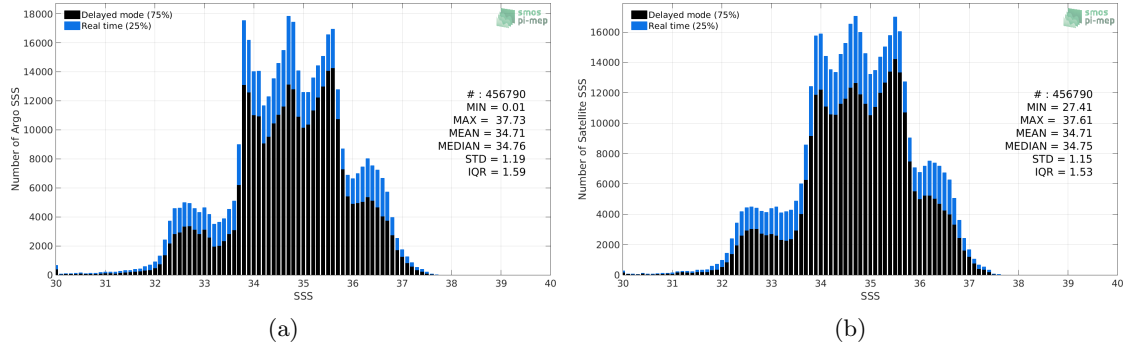 Delayed mode (75%)
Real time (25%)
smos
pi-mep
Number of Argo SSS
18000
16000
14000
12000
10000
8000
6000
4000
2000
0
# : 456790
MIN = 0.01
MAX = 37.73
MEAN = 34.71
MEDIAN = 34.76
STD = 1.19
IQR = 1.59
30 31 32 33 34 35 36 37 38 39 40
SSS
(a)
Delayed mode (75%)
Real time (25%)
smos
pi-mep
Number of Satellite SSS
16000
14000
12000
10000
8000
6000
4000
2000
0
# : 456790
MIN = 27.41
MAX = 37.61
MEAN = 34.71
MEDIAN = 34.75
STD = 1.15
IQR = 1.53
30 31 32 33 34 35 36 37 38 39 40
SSS
(b)